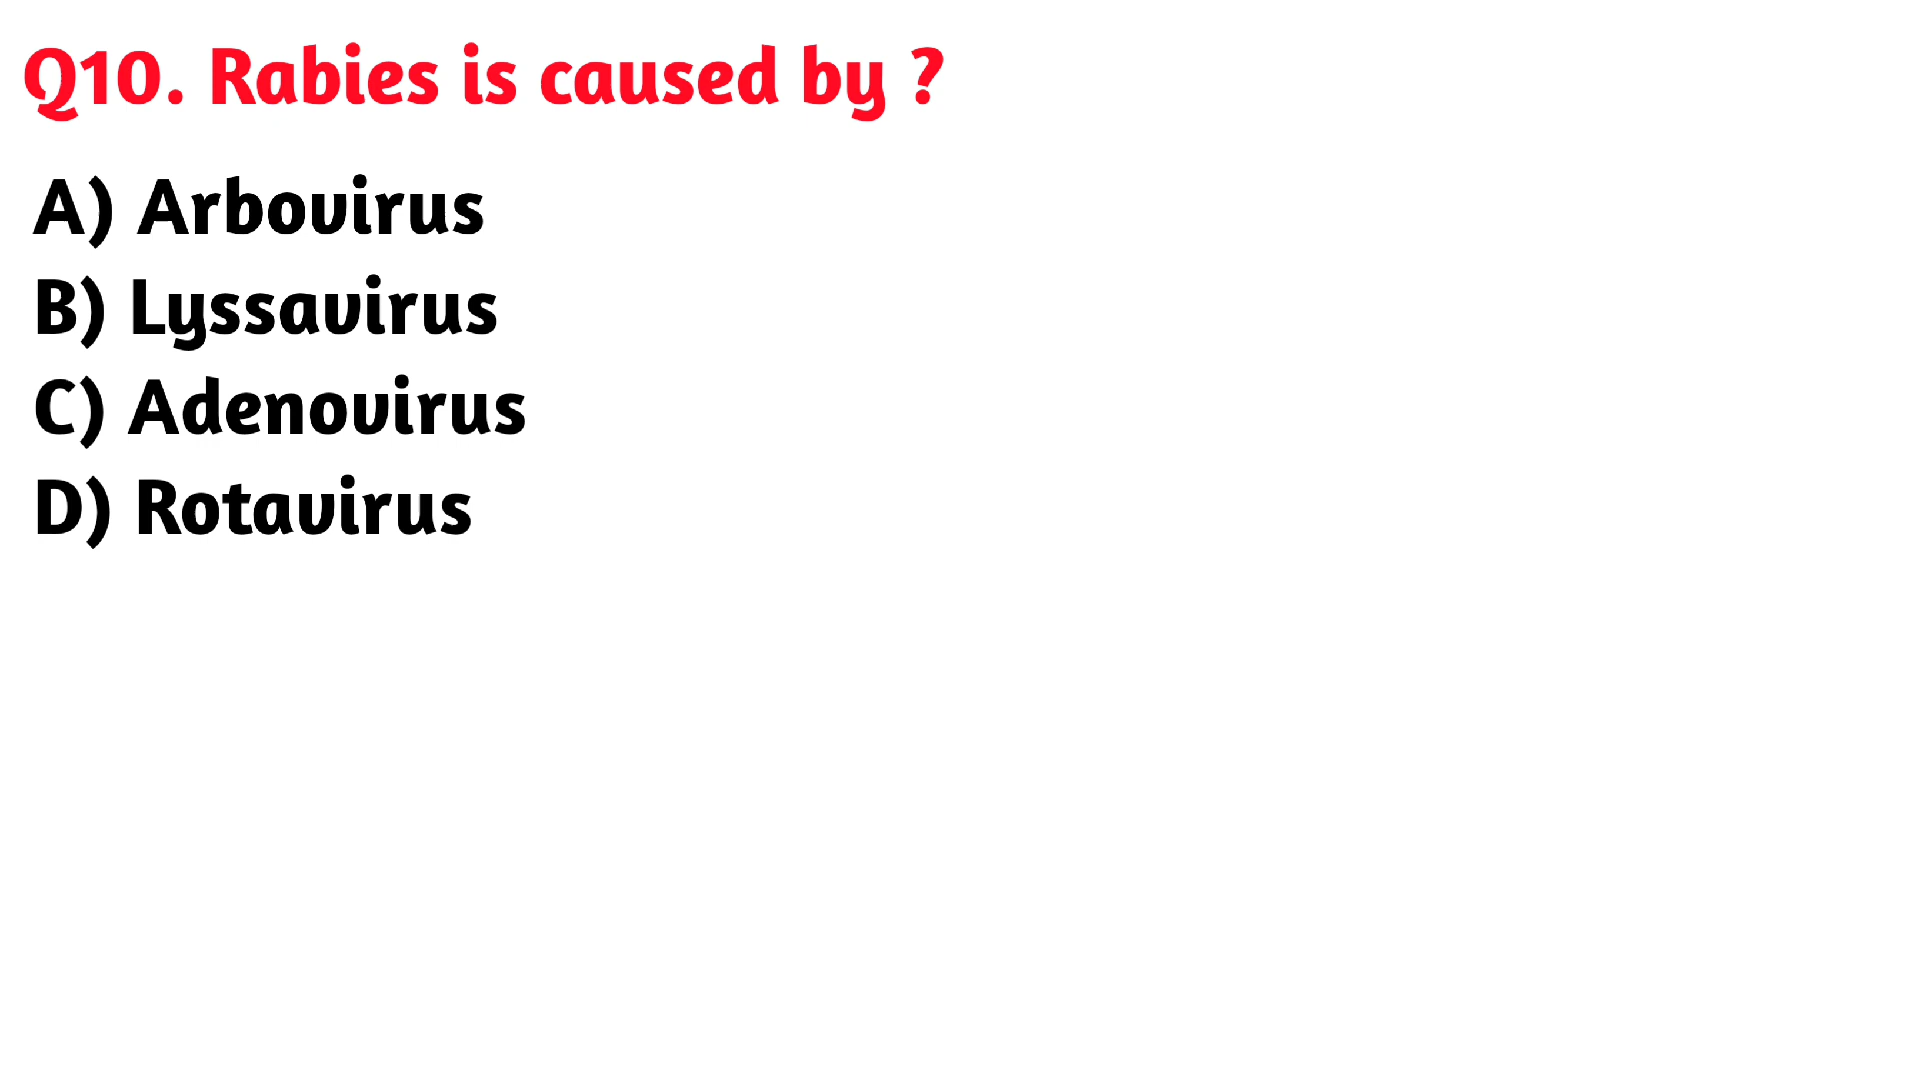 Q10. Rabies is caused by ?
A) Arbovirus
B) Lyssavirus
C) Adenovirus
D) Rotavirus